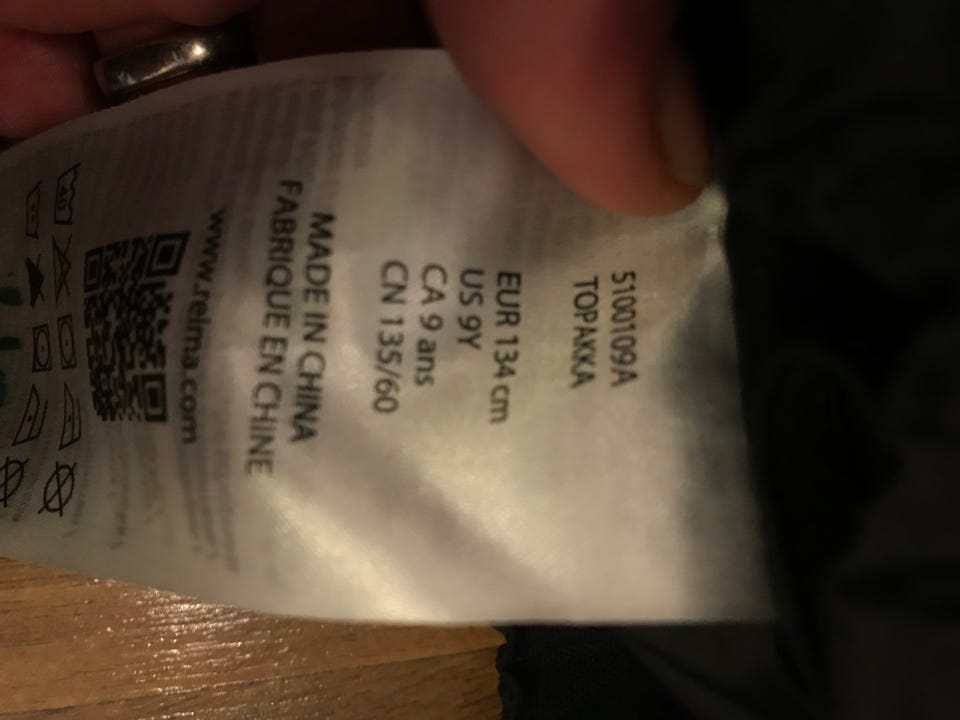 5100109A
TOPAKKA
EUR 134 cm
US 9Y
CA 9 ans
CN 135/60
MADE IN CHINA
FABRIQUE EN CHINE
www.reima.com
40